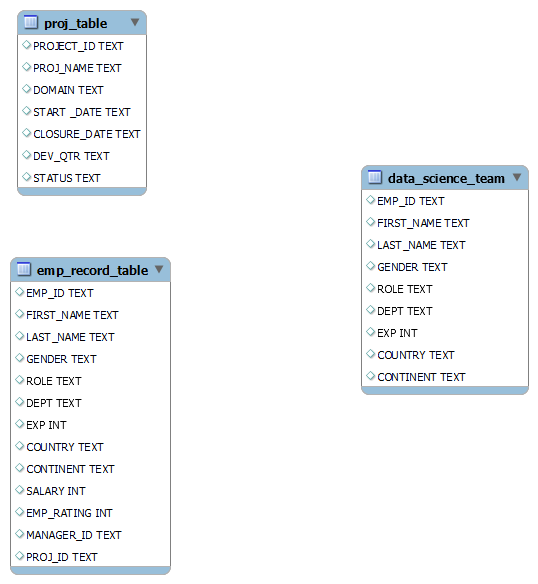 proj_table
PROJECT_ID TEXT
PROJ_NAME TEXT
DOMAIN TEXT
START _DATE TEXT
CLOSURE_DATE TEXT
DEV_QTR TEXT
STATUS TEXT
data_science_team
EMP_ID TEXT
FIRST_NAME TEXT
LAST_NAME TEXT
GENDER TEXT
ROLE TEXT
DEPT TEXT
EXP INT
COUNTRY TEXT
CONTINENT TEXT
emp_record_table
EMP_ID TEXT
FIRST_NAME TEXT
LAST_NAME TEXT
GENDER TEXT
ROLE TEXT
DEPT TEXT
EXP INT
COUNTRY TEXT
CONTINENT TEXT
SALARY INT
EMP_RATING INT
MANAGER_ID TEXT
PROJ_ID TEXT